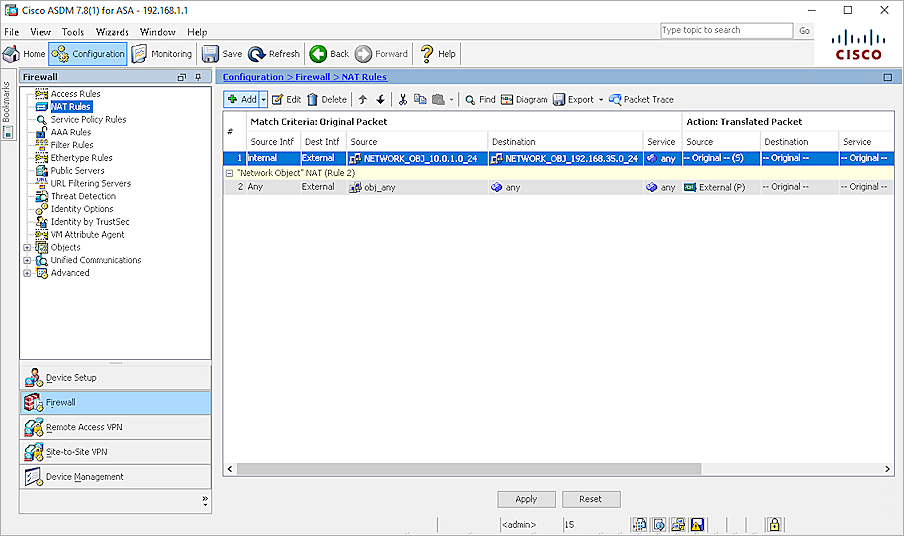 Cisco ASDM 7.8(1) for ASA - 192.168.1.1
File View Tools Wizards Window Help
Type topic to search Go
CISCO
Home Configuration Monitoring Save Refresh Back Forward Help
Bookmarks
Firewall
Access Rules
NAT Rules
Service Policy Rules
AAA Rules
Filter Rules
Ethertype Rules
Public Servers
URL Filtering Servers
Threat Detection
Identity Options
Identity by TrustSec
VM Attribute Agent
Objects
Unified Communications
Advanced
Device Setup
Firewall
Remote Access VPN
Site-to-Site VPN
Device Management
Configuration > Firewall > NAT Rules
Add Edit Delete Find Diagram Export Packet Trace
Match Criteria: Original Packet Action: Translated Packet
# Source Intf Dest Intf Source Destination Service Source Destination Service
1 internal External NETWORK_OBJ_10.0.1.0_24 NETWORK_OBJ_192.168.35.0_24 any -- Original -- (S) -- Original -- -- Original --
"Network Object" NAT (Rule 2)
2 Any External obj_any any any External (P) -- Original -- -- Original --
Apply Reset
<admin> 15